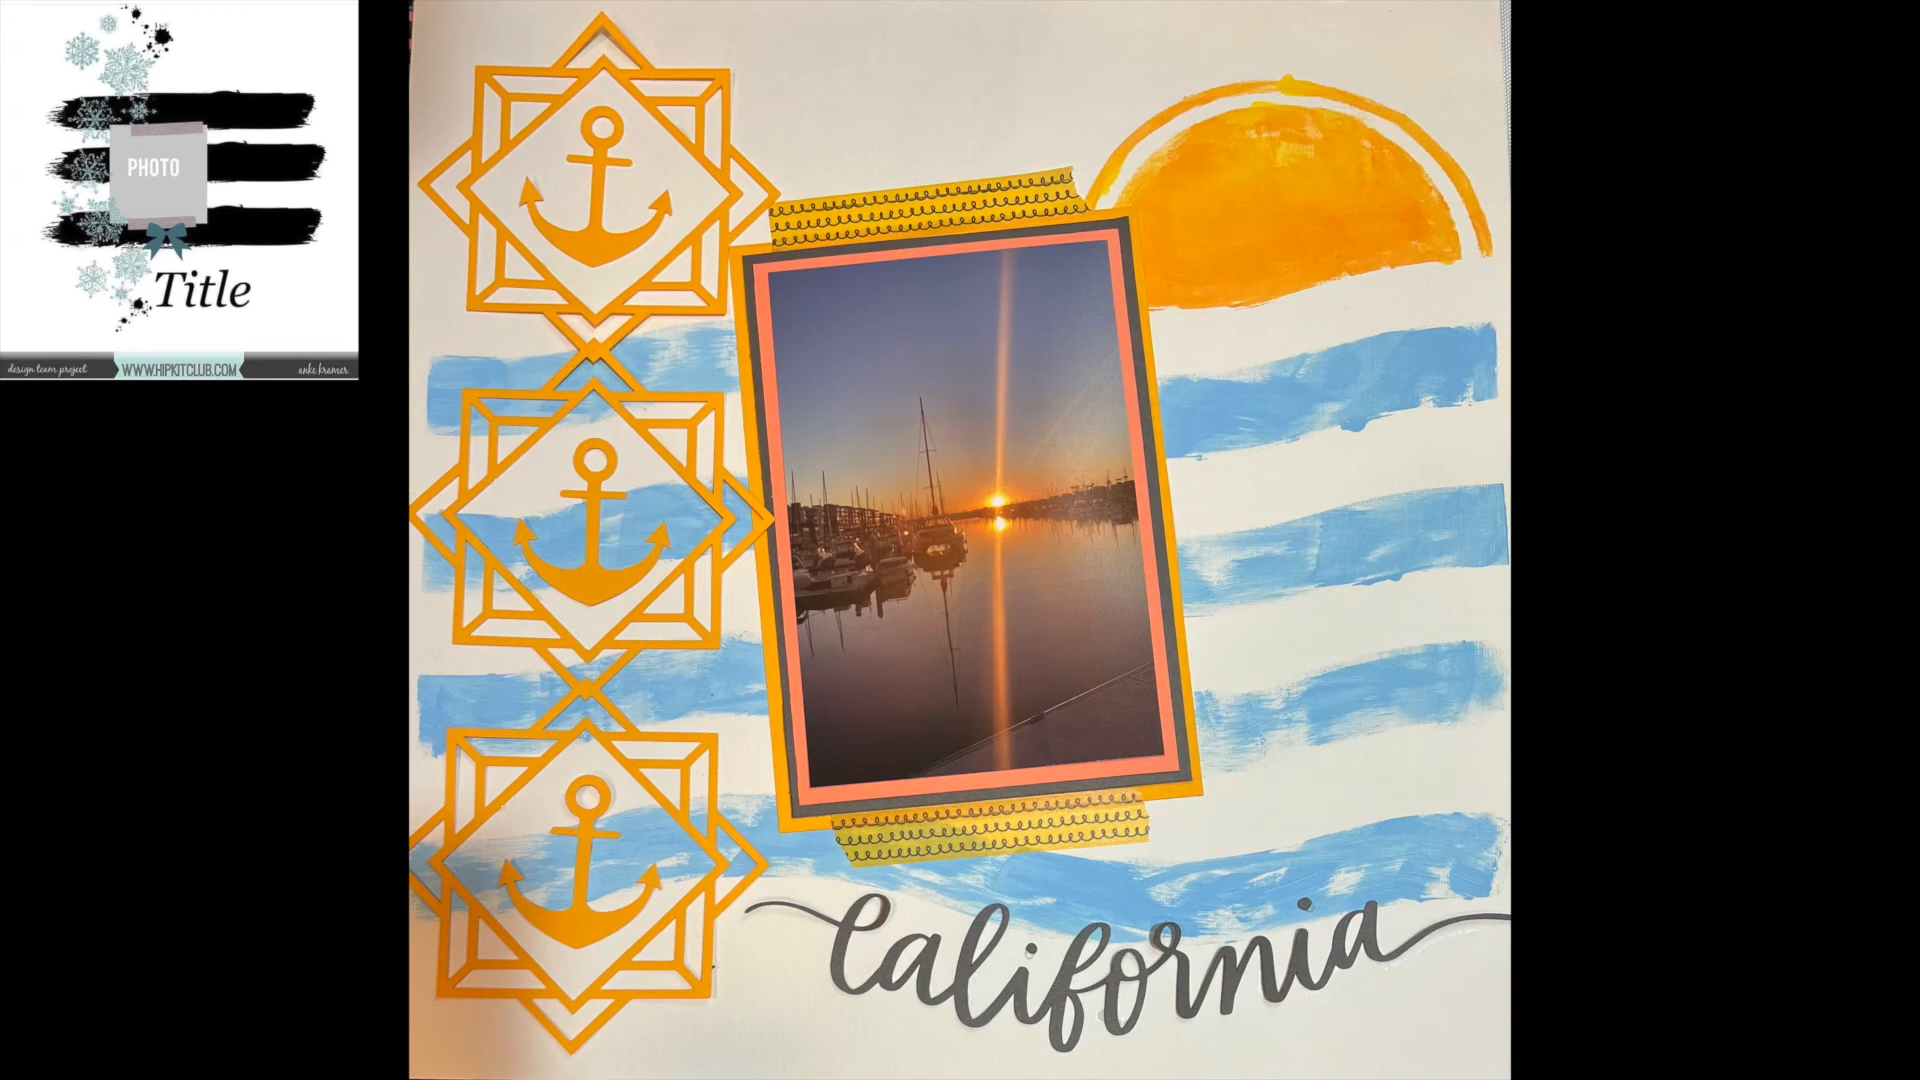 PHOTO
Title
design team project
WWW.HIPKITCLUB.COM
anke kramer
California